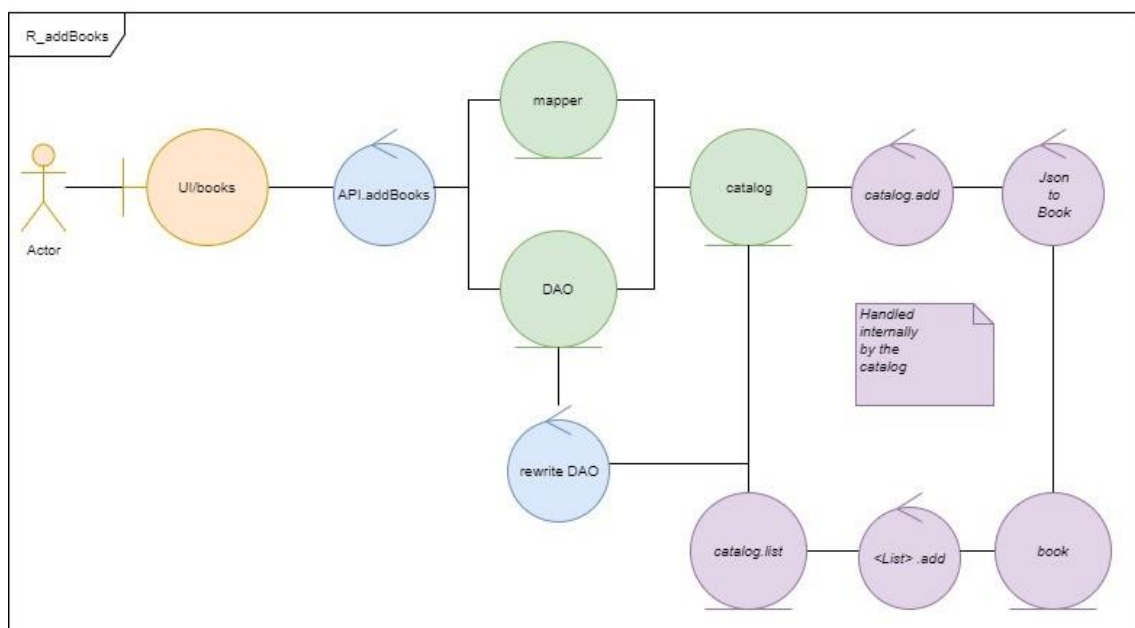 R_addBooks
mapper
UI/books
API.addBooks
catalog
catalog.add
Json
to
Book
Actor
DAO
Handled
internally
by the
catalog
rewrite DAO
catalog.list
<List> .add
book